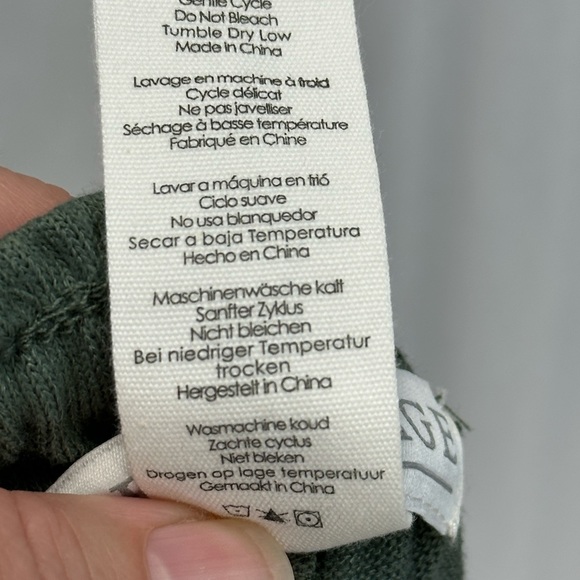 Gentle Cycle
Do Not Bleach
Tumble Dry Low
Made in China
Lavage en machine à froid
Cycle délicat
Ne pas javelliser
Séchage à basse température
Fabriqué en Chine
Lavar a máquina en frió
Ciclo suave
No usa blanquedor
Secar a baja Temperatura
Hecho en China
Maschinenwäsche kalt
Sanfter Zyklus
Nicht bleichen
Bei niedriger Temperatur
trocken
Hergestelt in China
Wasmachine koud
Zachte cyclus
Niet bleken
Drogen op lage temperatuur
Gemaakt in China